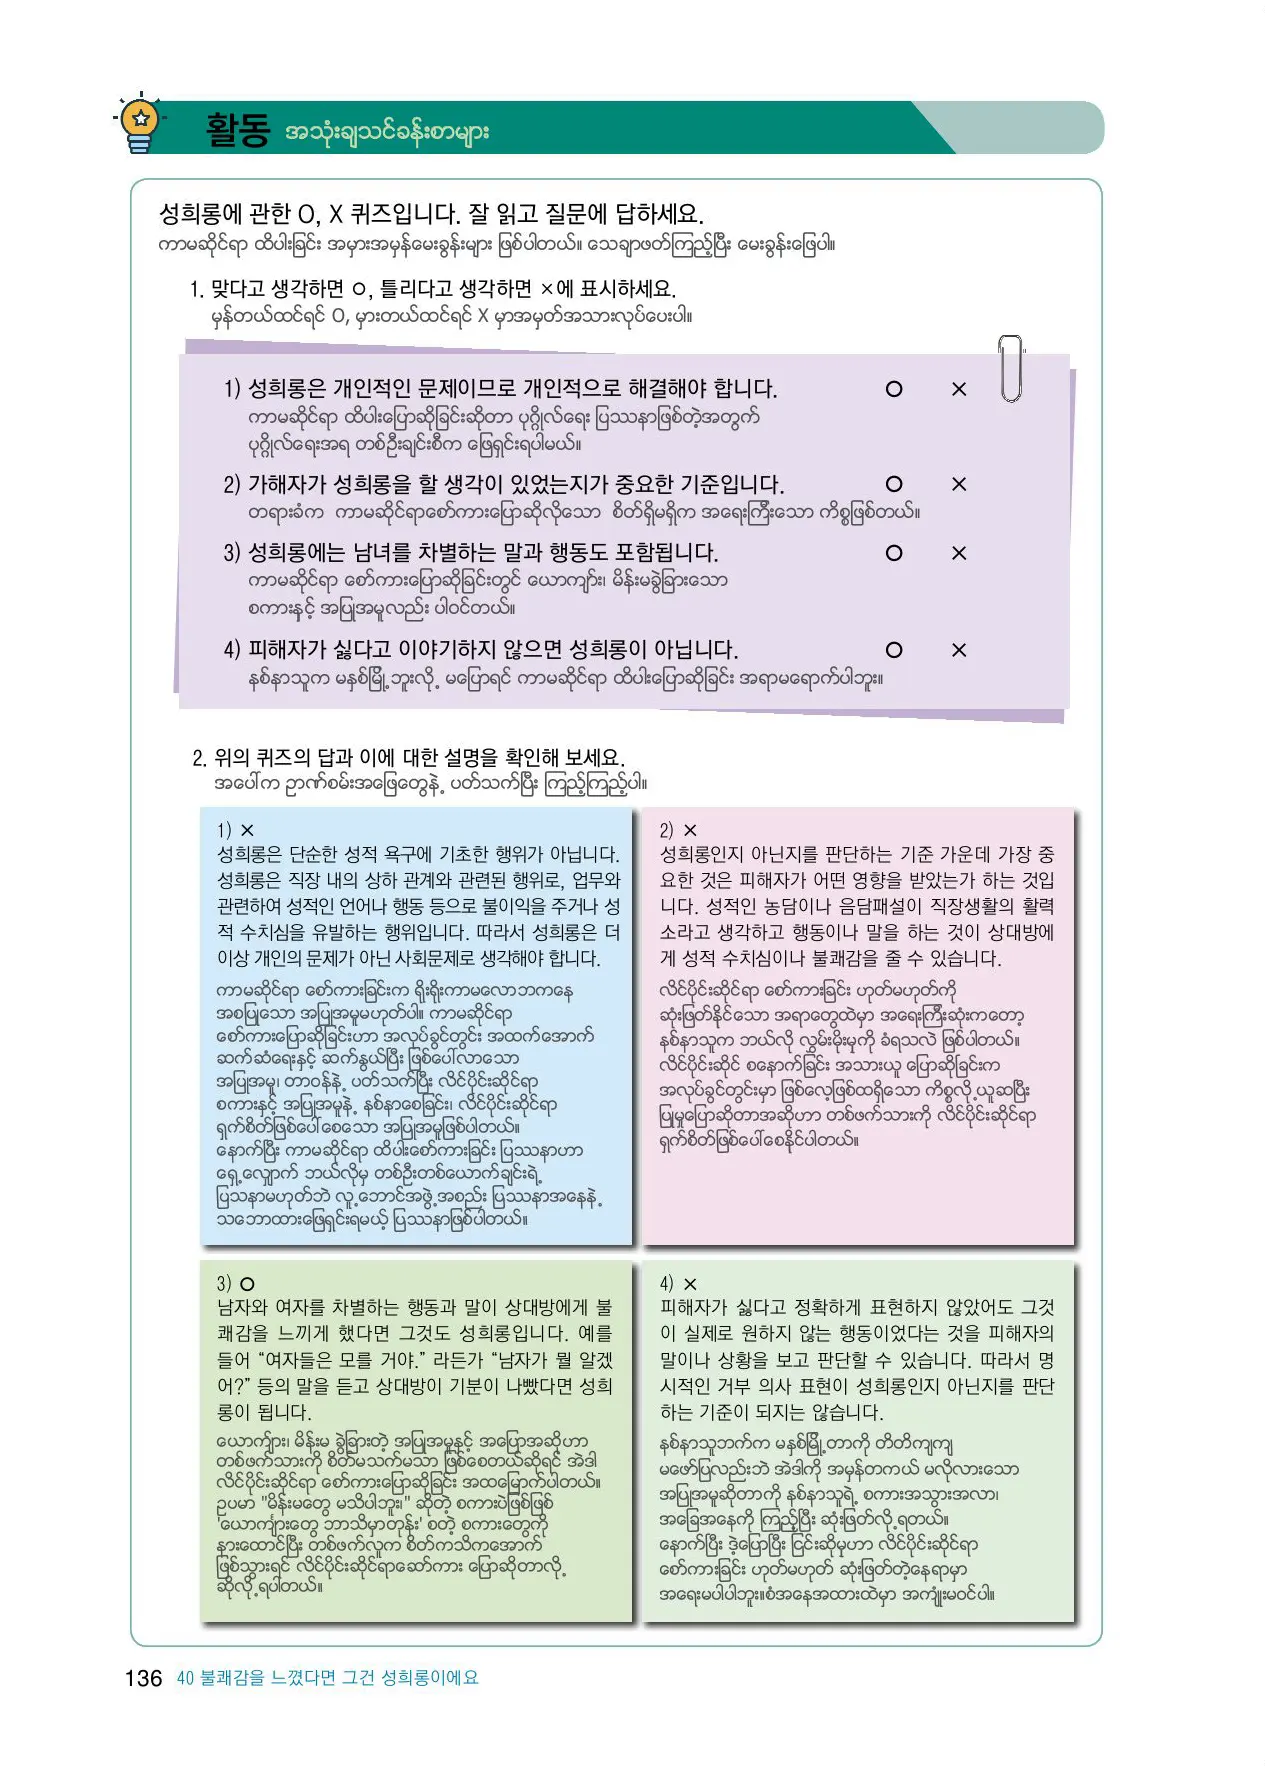 활동 အသုံးချသင်ခန်းစာများ
성희롱에 관한 O, X 퀴즈입니다. 잘 읽고 질문에 답하세요.
ကာမဆိုင်ရာ ထိပါးခြင်း အမှားအမှန်မေးခွန်းများ ဖြစ်ပါတယ်။ သေချာဖတ်ကြည့်ပြီး မေးခွန်းဖြေပါ။
1. 맞다고 생각하면 ○, 틀리다고 생각하면 ×에 표시하세요.
မှန်တယ်ထင်ရင် O, မှားတယ်ထင်ရင် X မှာအမှတ်အသားလုပ်ပေးပါ။
1) 성희롱은 개인적인 문제이므로 개인적으로 해결해야 합니다. ○ ×
ကာမဆိုင်ရာ ထိပါးပြောဆိုခြင်းဆိုတာ ပုဂ္ဂိုလ်ရေး ပြဿနာဖြစ်တဲ့အတွက်
ပုဂ္ဂိုလ်ရေးအရ တစ်ဦးချင်းစီက ဖြေရှင်းရပါမယ်။
2) 가해자가 성희롱을 할 생각이 있었는지가 중요한 기준입니다. ○ ×
တရားခံက ကာမဆိုင်ရာစော်ကားပြောဆိုလိုသော စိတ်ရှိမရှိက အရေးကြီးသော ကိစ္စဖြစ်တယ်။
3) 성희롱에는 남녀를 차별하는 말과 행동도 포함됩니다. ○ ×
ကာမဆိုင်ရာ စော်ကားပြောဆိုခြင်းတွင် ယောကျာ်း၊ မိန်းမခွဲခြားသော
စကားနှင့် အပြုအမူလည်း ပါဝင်တယ်။
4) 피해자가 싫다고 이야기하지 않으면 성희롱이 아닙니다. ○ ×
နစ်နာသူက မနှစ်မြို့ဘူးလို့ မပြောရင် ကာမဆိုင်ရာ ထိပါးပြောဆိုခြင်း အရာမရောက်ပါဘူး။
2. 위의 퀴즈의 답과 이에 대한 설명을 확인해 보세요.
အပေါ်က ဉာဏ်စမ်းအဖြေတွေနဲ့ ပတ်သက်ပြီး ကြည့်ကြည့်ပါ။
1) ×
성희롱은 단순한 성적 욕구에 기초한 행위가 아닙니다.
성희롱은 직장 내의 상하 관계와 관련된 행위로, 업무와
관련하여 성적인 언어나 행동 등으로 불이익을 주거나 성
적 수치심을 유발하는 행위입니다. 따라서 성희롱은 더
이상 개인의 문제가 아닌 사회문제로 생각해야 합니다.
ကာမဆိုင်ရာ စော်ကားခြင်းက ရိုးရိုးကာမလောဘကနေ
အစပြုသော အပြုအမူမဟုတ်ပါ။ ကာမဆိုင်ရာ
စော်ကားပြောဆိုခြင်းဟာ အလုပ်ခွင်တွင်း အထက်အောက်
ဆက်ဆံရေးနှင့် ဆက်နွယ်ပြီး ဖြစ်ပေါ်လာသော
အပြုအမူ၊ တာဝန်နဲ့ ပတ်သက်ပြီး လိင်ပိုင်းဆိုင်ရာ
စကားနှင့် အပြုအမူနဲ့ နစ်နာစေခြင်း၊ လိင်ပိုင်းဆိုင်ရာ
ရှက်စိတ်ဖြစ်ပေါ်စေသော အပြုအမူဖြစ်ပါတယ်။
နောက်ပြီး ကာမဆိုင်ရာ ထိပါးစော်ကားခြင်း ပြဿနာဟာ
ရှေ့လျှောက် ဘယ်လိုမှ တစ်ဦးတစ်ယောက်ချင်းရဲ့
ပြသနာမဟုတ်ဘဲ လူ့ဘောင်အဖွဲ့အစည်း ပြဿနာအနေနဲ့
သဘောထားဖြေရှင်းရမယ့် ပြဿနာဖြစ်ပါတယ်။
2) ×
성희롱인지 아닌지를 판단하는 기준 가운데 가장 중
요한 것은 피해자가 어떤 영향을 받았는가 하는 것입
니다. 성적인 농담이나 음담패설이 직장생활의 활력
소라고 생각하고 행동이나 말을 하는 것이 상대방에
게 성적 수치심이나 불쾌감을 줄 수 있습니다.
လိင်ပိုင်းဆိုင်ရာ စော်ကားခြင်း ဟုတ်မဟုတ်ကို
ဆုံးဖြတ်နိုင်သော အရာတွေထဲမှာ အရေးကြီးဆုံးကတော့
နစ်နာသူက ဘယ်လို လွှမ်းမိုးမှုကို ခံရသလဲ ဖြစ်ပါတယ်။
လိင်ပိုင်းဆိုင် စနောက်ခြင်း အသားယူ ပြောဆိုခြင်းက
အလုပ်ခွင်တွင်းမှာ ဖြစ်လေ့ဖြစ်ထရှိသော ကိစ္စလို့ယူဆပြီး
ပြုမူပြောဆိုတာအဆိုဟာ တစ်ဖက်သားကို လိင်ပိုင်းဆိုင်ရာ
ရှက်စိတ်ဖြစ်ပေါ်စေနိုင်ပါတယ်။
3) ○
남자와 여자를 차별하는 행동과 말이 상대방에게 불
쾌감을 느끼게 했다면 그것도 성희롱입니다. 예를
들어 “여자들은 모를 거야.” 라든가 “남자가 뭘 알겠
어?” 등의 말을 듣고 상대방이 기분이 나빴다면 성희
롱이 됩니다.
ယောကျ်ား၊ မိန်းမ ခွဲခြားတဲ့ အပြုအမူနှင့် အပြောအဆိုဟာ
တစ်ဖက်သားကို စိတ်မသက်မသာ ဖြစ်စေတယ်ဆိုရင် အဲဒါ
လိင်ပိုင်းဆိုင်ရာ စော်ကားပြောဆိုခြင်း အထမြောက်ပါတယ်။
ဥပမာ "မိန်းမတွေ မသိပါဘူး၊" ဆိုတဲ့ စကားပဲဖြစ်ဖြစ်
'ယောကျ်ားတွေ ဘာသိမှာတုန်း' စတဲ့ စကားတွေကို
နားထောင်ပြီး တစ်ဖက်လူက စိတ်ကသိကအောက်
ဖြစ်သွားရင် လိင်ပိုင်းဆိုင်ရာဆော်ကား ပြောဆိုတာလို့
ဆိုလို့ရပါတယ်။
4) ×
피해자가 싫다고 정확하게 표현하지 않았어도 그것
이 실제로 원하지 않는 행동이었다는 것을 피해자의
말이나 상황을 보고 판단할 수 있습니다. 따라서 명
시적인 거부 의사 표현이 성희롱인지 아닌지를 판단
하는 기준이 되지는 않습니다.
နစ်နာသူဘက်က မနှစ်မြို့တာကို တိတိကျကျ
မဖော်ပြလည်းဘဲ အဲဒါကို အမှန်တကယ် မလိုလားသော
အပြုအမူဆိုတာကို နစ်နာသူရဲ့ စကားအသွားအလာ၊
အခြေအနေကို ကြည့်ပြီး ဆုံးဖြတ်လို့ရတယ်။
နောက်ပြီး ဒဲ့ပြောပြီး ငြင်းဆိုမှုဟာ လိင်ပိုင်းဆိုင်ရာ
စော်ကားခြင်း ဟုတ်မဟုတ် ဆုံးဖြတ်တဲ့နေရာမှာ
အရေးမပါပါဘူး။စံအနေအထားထဲမှာ အကျုံးမဝင်ပါ။
136 40 불쾌감을 느꼈다면 그건 성희롱이에요